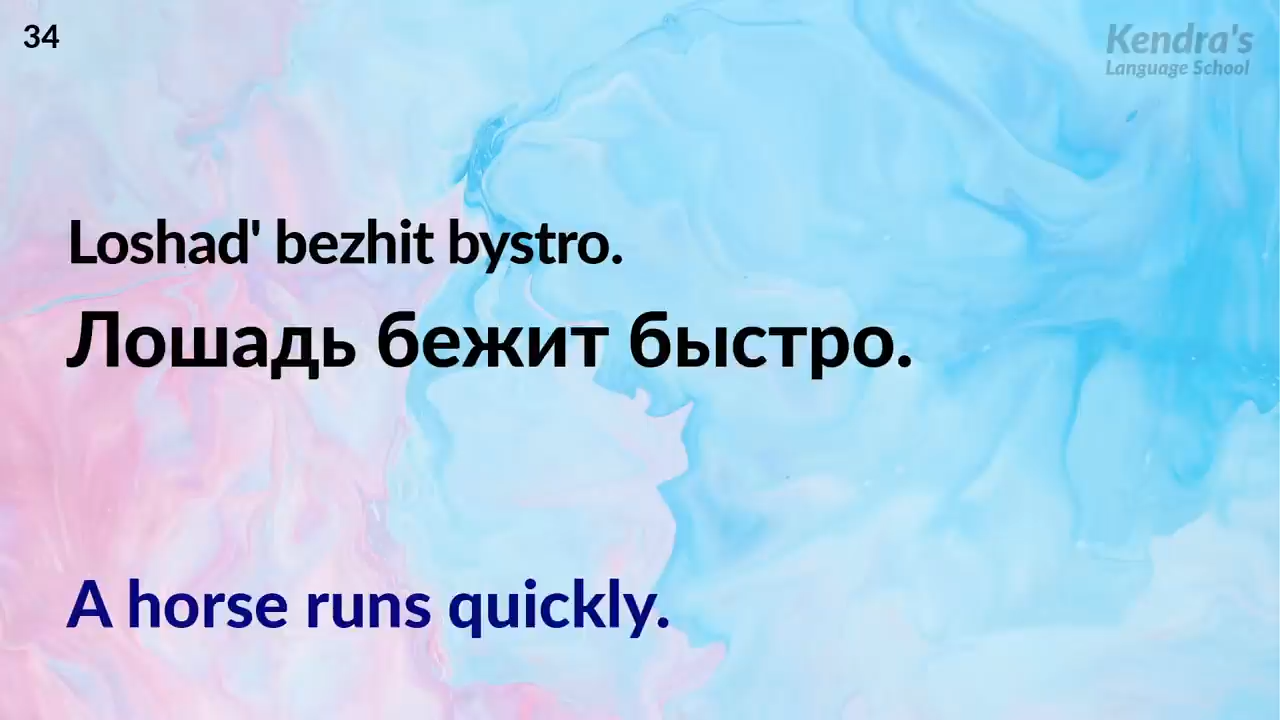 34
Kendra's
Language School
Loshad' bezhit bystro.
Лошадь бежит быстро.
A horse runs quickly.